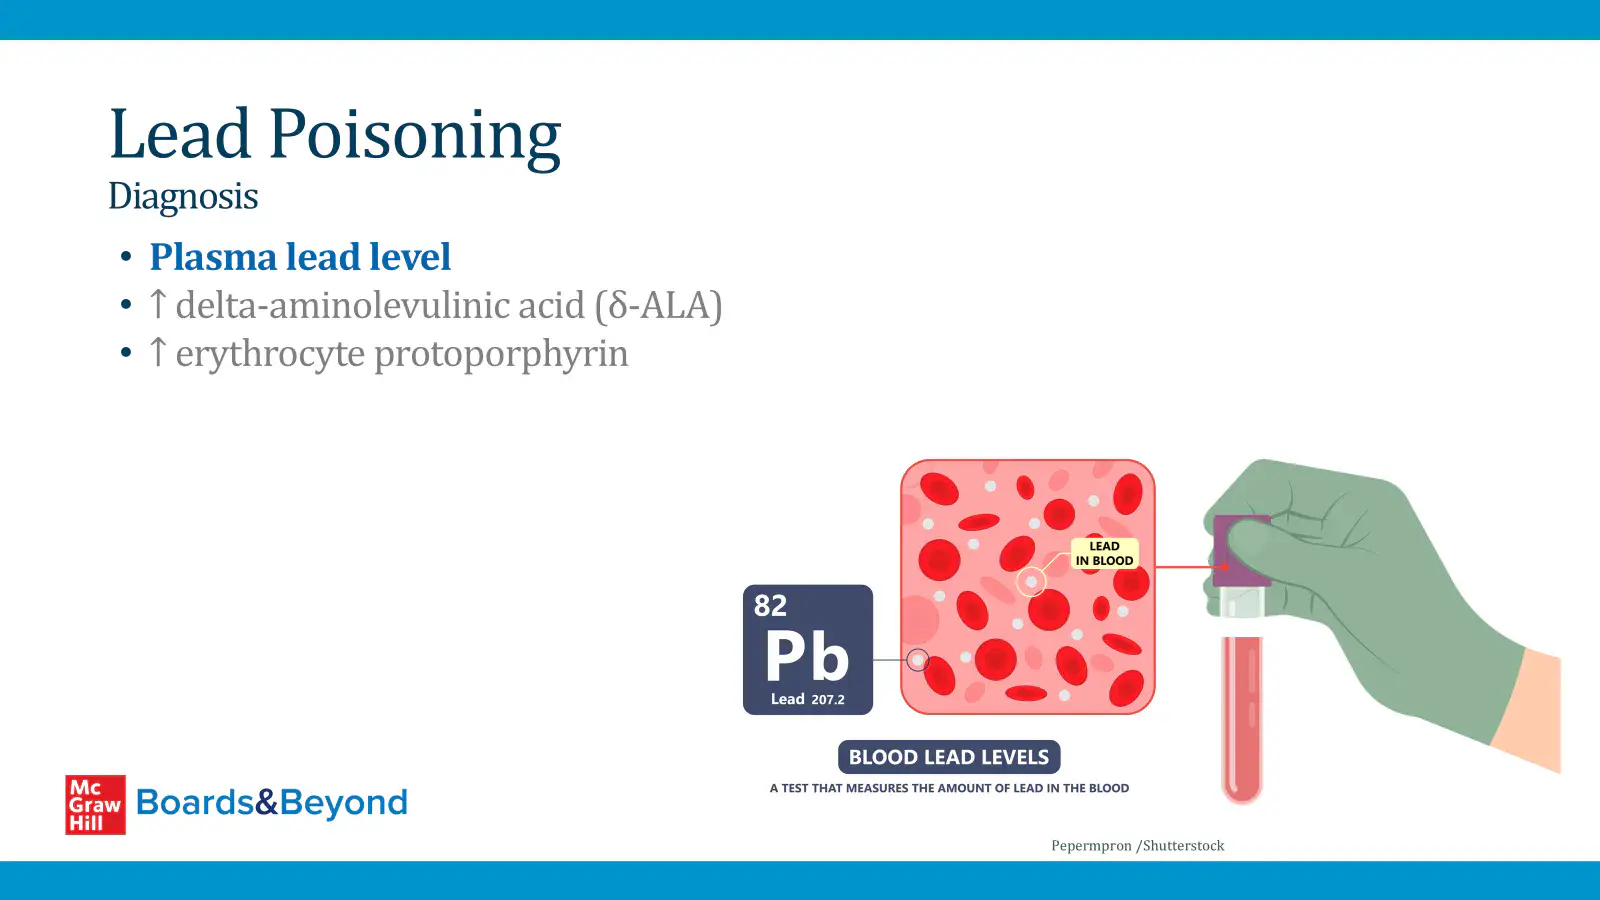 Lead Poisoning
Diagnosis
• Plasma lead level
• ↑ delta-aminolevulinic acid (δ-ALA)
• ↑ erythrocyte protoporphyrin
LEAD
IN BLOOD
82
Pb
Lead 207.2
BLOOD LEAD LEVELS
A TEST THAT MEASURES THE AMOUNT OF LEAD IN THE BLOOD
Mc
Graw
Hill
Boards&Beyond
Pepermpron /Shutterstock